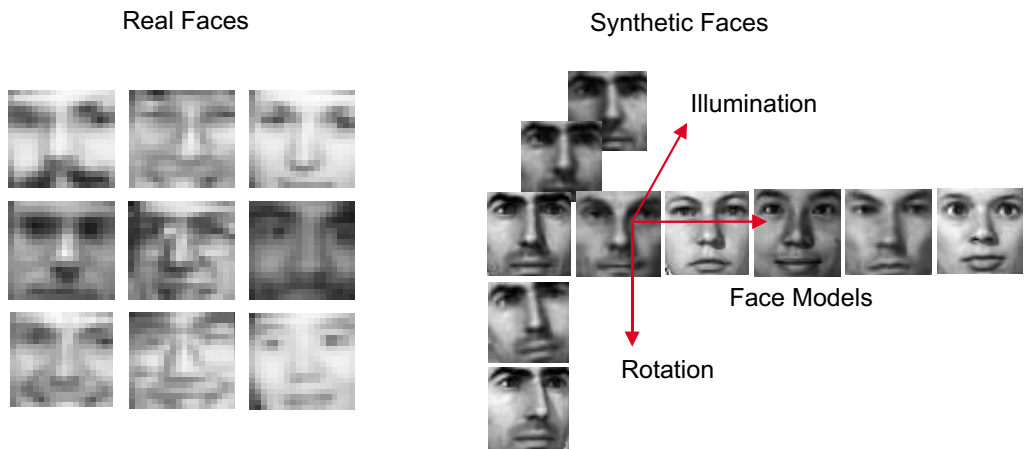 Real Faces
Synthetic Faces
Illumination
Face Models
Rotation